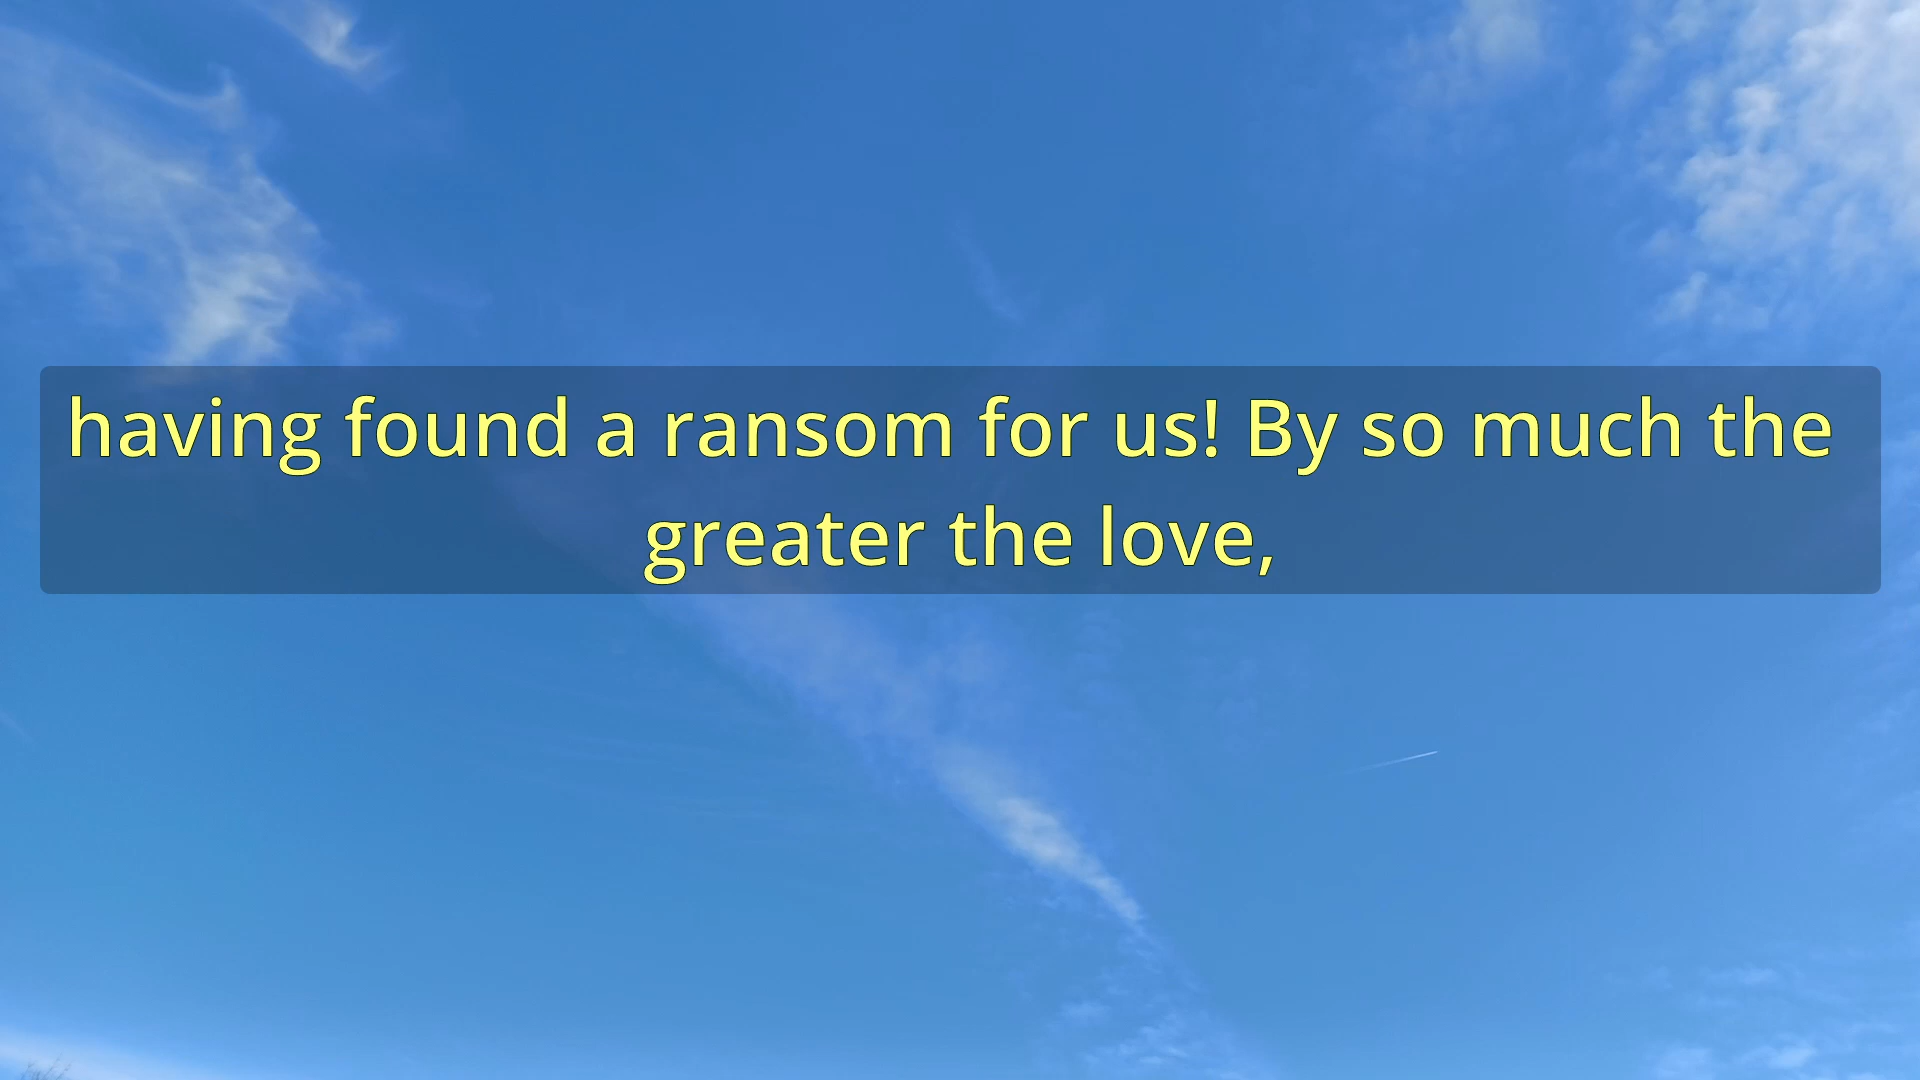 having found a ransom for us! By so much the
greater the love,